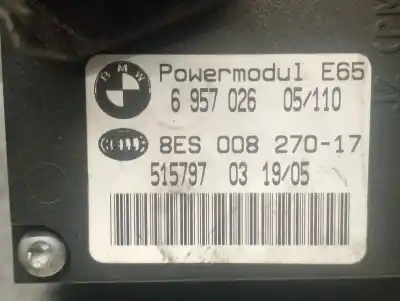 BMW
Powermodul E65
6 957 026 05/110
HELLA
8ES 008 270-17
515797 03 19/05